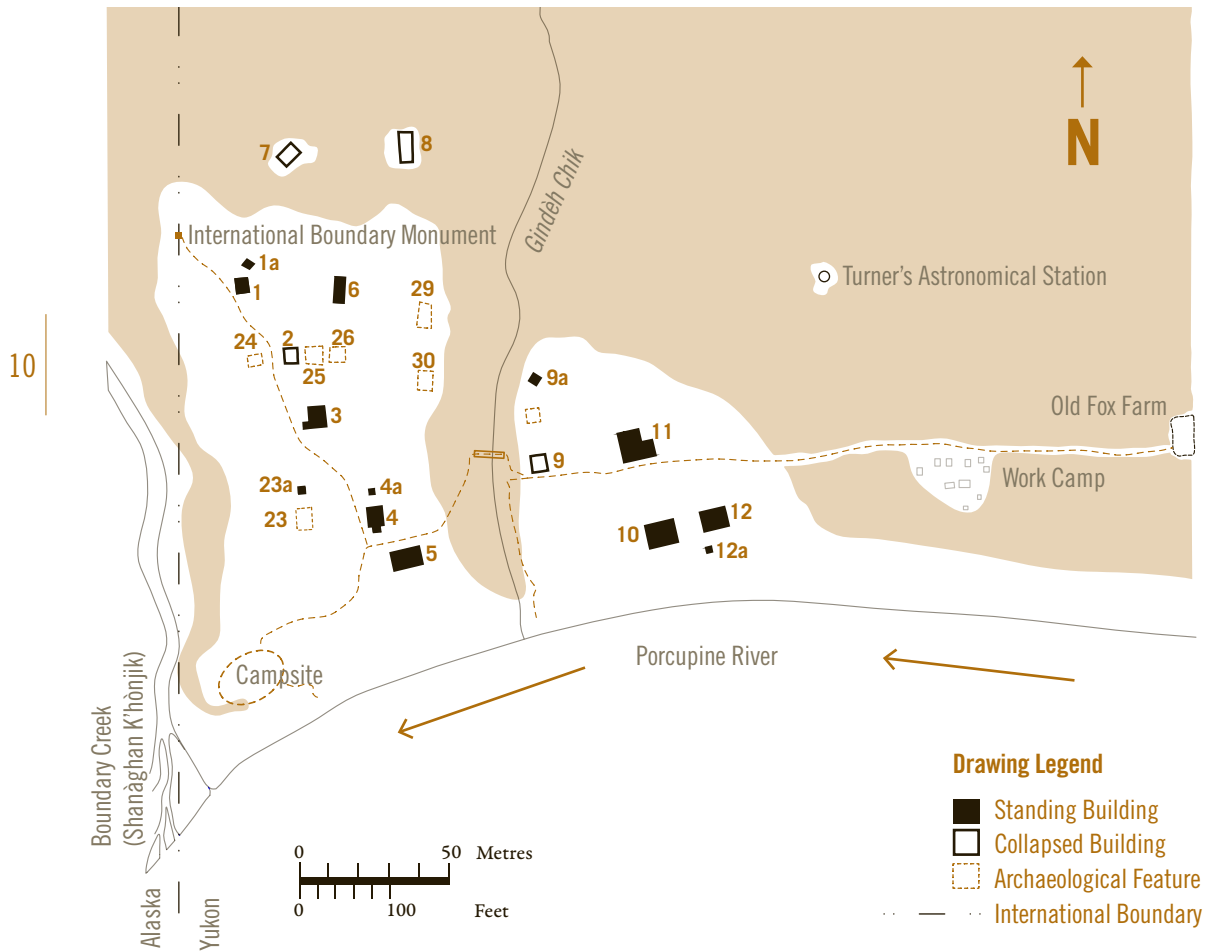 N
7
8
Gindèh Chik
International Boundary Monument
1a
1
6
29
Turner's Astronomical Station
10
24
2
26
25
30
9a
3
Old Fox Farm
11
9
Work Camp
23a
4a
23
4
12
10
5
12a
Campsite
Porcupine River
Boundary Creek
(Shanàghan K'hònjik)
Alaska
Yukon
0 50 Metres
0 100 Feet
Drawing Legend
Standing Building
Collapsed Building
Archaeological Feature
International Boundary